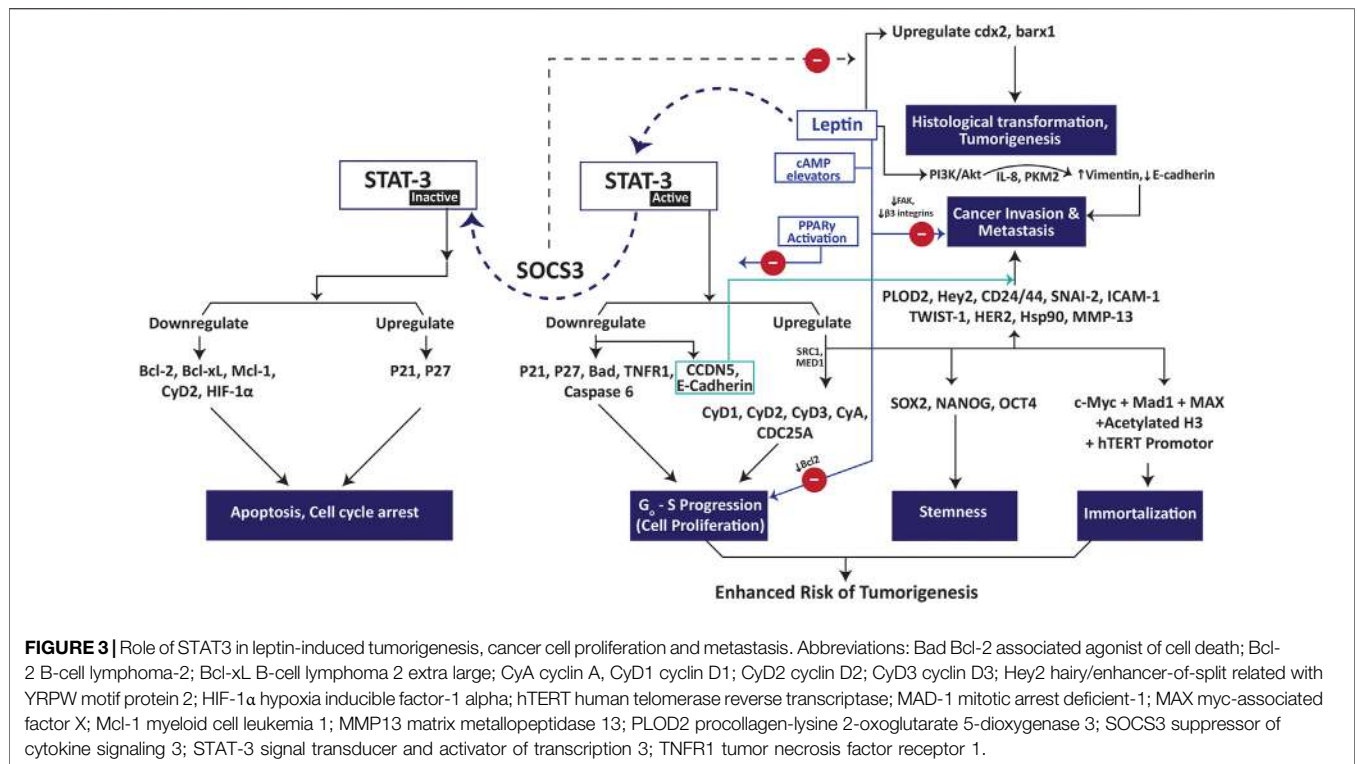 Upregulate cdx2, barx1
−
Leptin
Histological transformation,
Tumorigenesis
cAMP
elevators
PI3K/Akt
IL-8, PKM2
↑Vimentin, ↓E-cadherin
STAT-3
Inactive
STAT-3
Active
↓FAK,
↓β3 integrins
−
Cancer Invasion &
Metastasis
PPARγ
Activation
−
SOCS3
PLOD2, Hey2, CD24/44, SNAI-2, ICAM-1
TWIST-1, HER2, Hsp90, MMP-13
Downregulate
Upregulate
Downregulate
Upregulate
SRC1,
MED1
Bcl-2, Bcl-xL, Mcl-1,
CyD2, HIF-1α
P21, P27
P21, P27, Bad, TNFR1,
Caspase 6
CCDN5,
E-Cadherin
CyD1, CyD2, CyD3, CyA,
CDC25A
SOX2, NANOG, OCT4
c-Myc + Mad1 + MAX
+Acetylated H3
+ hTERT Promotor
↓Bcl2
−
Apoptosis, Cell cycle arrest
G₀ - S Progression
(Cell Proliferation)
Stemness
Immortalization
Enhanced Risk of Tumorigenesis
FIGURE 3 | Role of STAT3 in leptin-induced tumorigenesis, cancer cell proliferation and metastasis. Abbreviations: Bad Bcl-2 associated agonist of cell death; Bcl-
2 B-cell lymphoma-2; Bcl-xL B-cell lymphoma 2 extra large; CyA cyclin A, CyD1 cyclin D1; CyD2 cyclin D2; CyD3 cyclin D3; Hey2 hairy/enhancer-of-split related with
YRPW motif protein 2; HIF-1α hypoxia inducible factor-1 alpha; hTERT human telomerase reverse transcriptase; MAD-1 mitotic arrest deficient-1; MAX myc-associated
factor X; Mcl-1 myeloid cell leukemia 1; MMP13 matrix metallopeptidase 13; PLOD2 procollagen-lysine 2-oxoglutarate 5-dioxygenase 3; SOCS3 suppressor of
cytokine signaling 3; STAT-3 signal transducer and activator of transcription 3; TNFR1 tumor necrosis factor receptor 1.